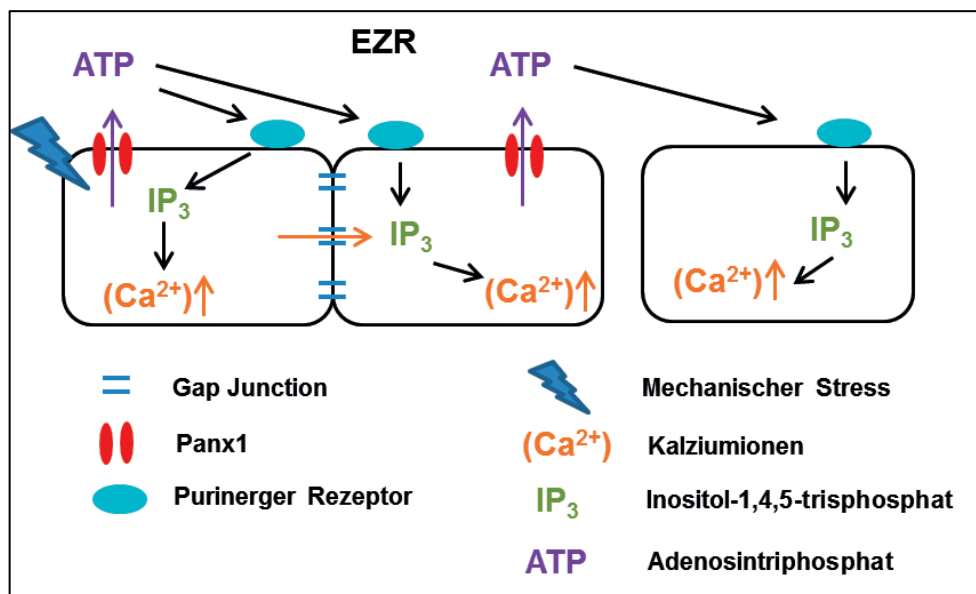 EZR
ATP
ATP
IP3
IP3
IP3
(Ca2+)
(Ca2+)
(Ca2+)
Gap Junction
Panx1
Purinerger Rezeptor
Mechanischer Stress
(Ca2+) Kalziumionen
IP3 Inositol-1,4,5-trisphosphat
ATP Adenosintriphosphat